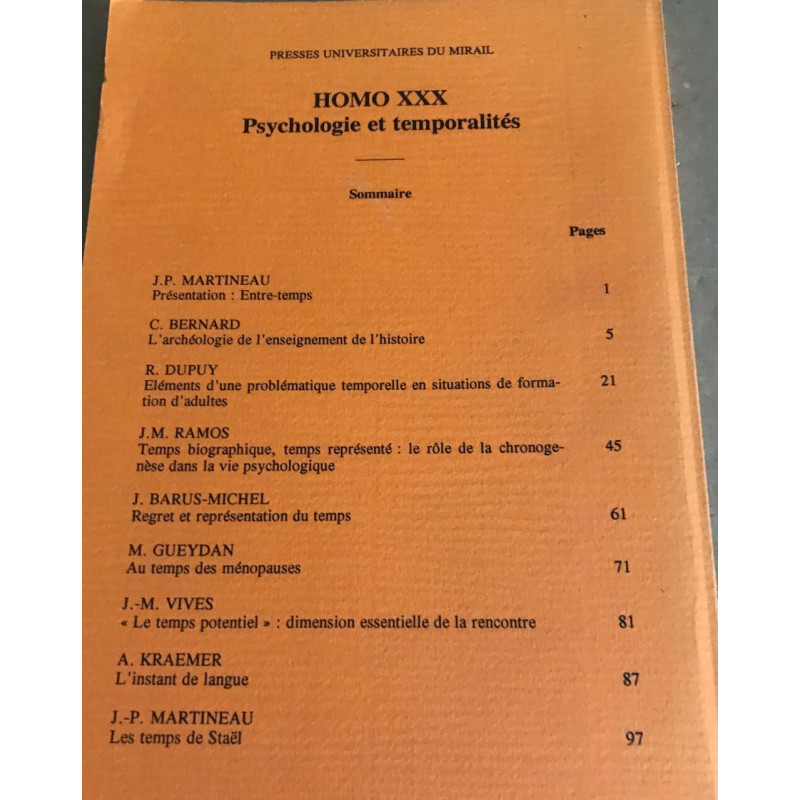 PRESSES UNIVERSITAIRES DU MIRAIL
HOMO XXX
Psychologie et temporalités
Sommaire
Pages
J.P. MARTINEAU
Présentation : Entre-temps 1
C. BERNARD
L'archéologie de l'enseignement de l'histoire 5
R. DUPUY
Eléments d'une problématique temporelle en situations de forma- 21
tion d'adultes
J.M. RAMOS
Temps biographique, temps représenté : le rôle de la chronoge- 45
nèse dans la vie psychologique
J. BARUS-MICHEL
Regret et représentation du temps 61
M. GUEYDAN
Au temps des ménopauses 71
J.-M. VIVES
« Le temps potentiel » : dimension essentielle de la rencontre 81
A. KRAEMER
L'instant de langue 87
J.-P. MARTINEAU
Les temps de Staël 97